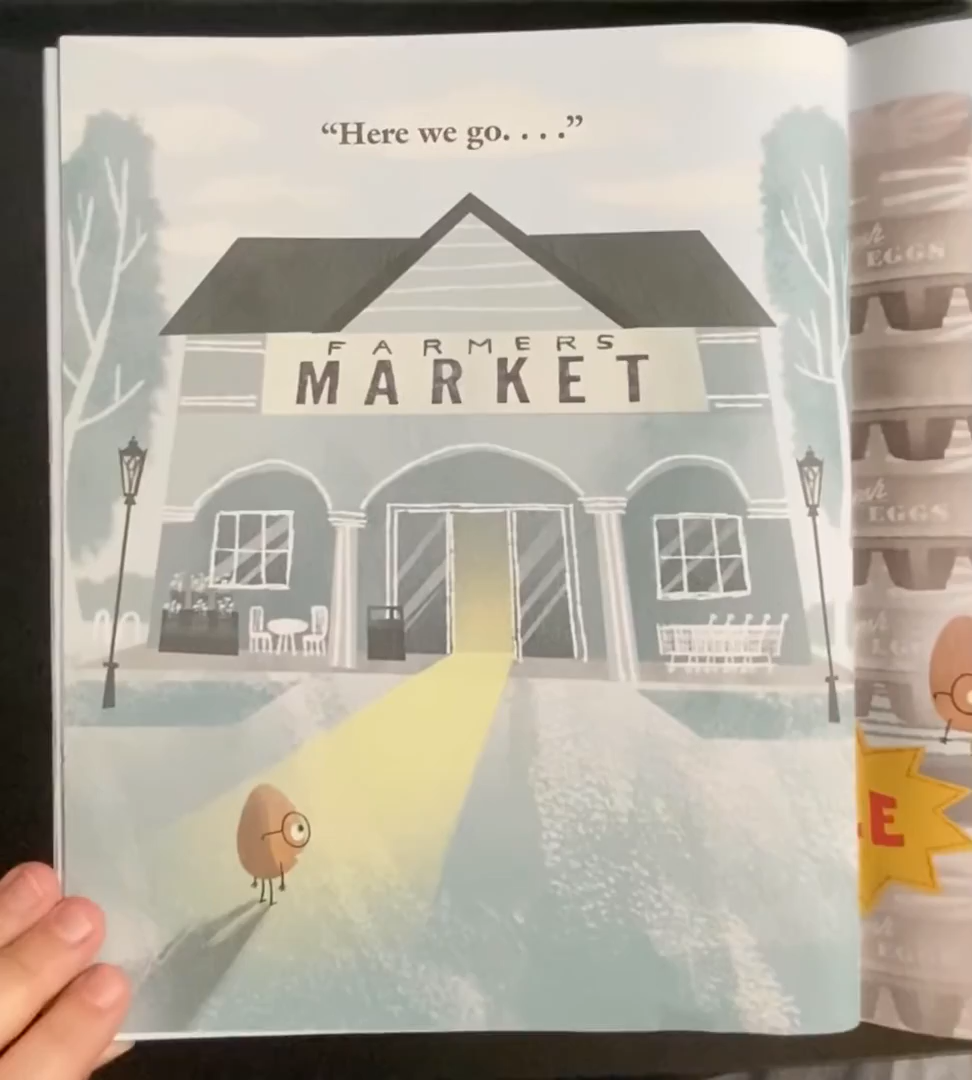 “Here we go. . . .”
FARMERS
MARKET
EGGS
EGGS
E